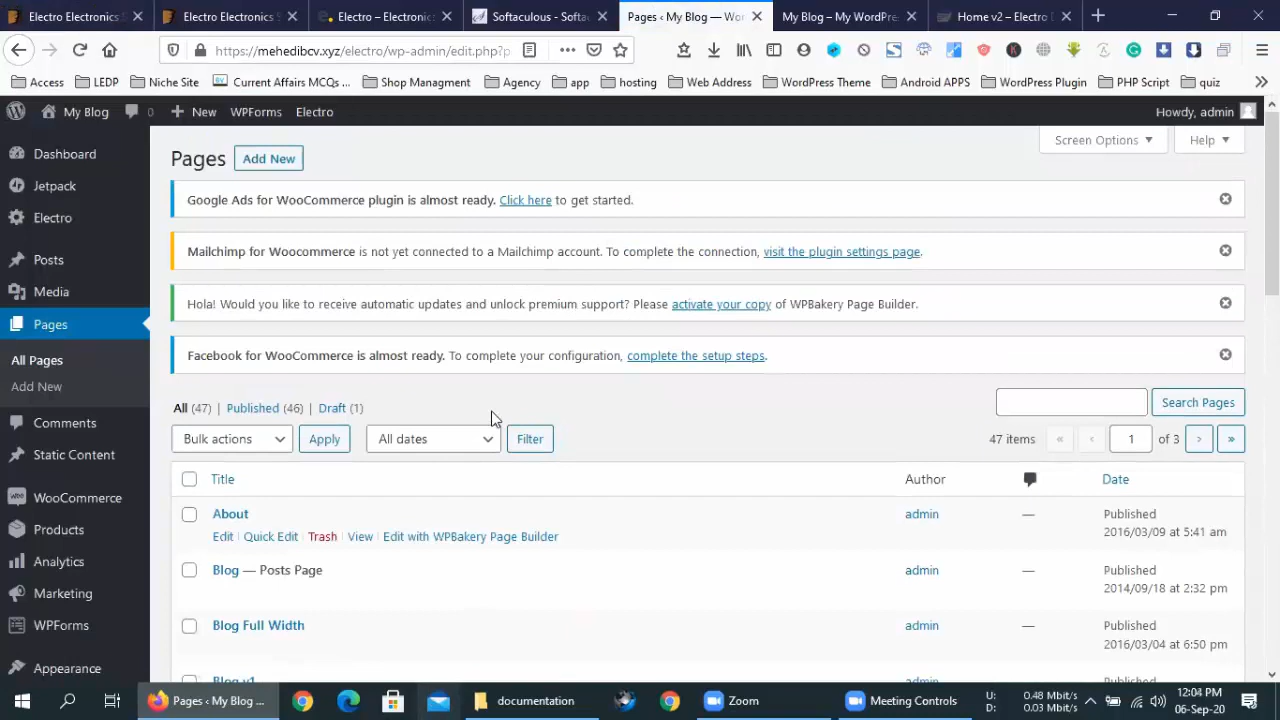 Electro Electronics
Electro Electronics
Electro – Electronic
Softaculous - Softa
Pages ‹ My Blog — Wor
My Blog – My WordPre
Home v2 – Electro
https://mehedibcv.xyz/electro/wp-admin/edit.php?p
Access
LEDP
Niche Site
Current Affairs MCQs ...
Shop Managment
Agency
app
hosting
Web Address
WordPress Theme
Android APPS
WordPress Plugin
PHP Script
quiz
My Blog
0
New
WPForms
Electro
Howdy, admin
Dashboard
Jetpack
Electro
Posts
Media
Pages
All Pages
Add New
Comments
Static Content
WooCommerce
Products
Analytics
Marketing
WPForms
Appearance
Screen Options
Help
Pages
Add New
Google Ads for WooCommerce plugin is almost ready. Click here to get started.
Mailchimp for Woocommerce is not yet connected to a Mailchimp account. To complete the connection, visit the plugin settings page.
Hola! Would you like to receive automatic updates and unlock premium support? Please activate your copy of WPBakery Page Builder.
Facebook for WooCommerce is almost ready. To complete your configuration, complete the setup steps.
All (47) | Published (46) | Draft (1)
Search Pages
Bulk actions
Apply
All dates
Filter
47 items
«
‹
1
of 3
›
»
Title
Author
Date
About
admin
—
Published
2016/03/09 at 5:41 am
Edit | Quick Edit | Trash | View | Edit with WPBakery Page Builder
Blog — Posts Page
admin
—
Published
2014/09/18 at 2:32 pm
Blog Full Width
admin
—
Published
2016/03/04 at 6:50 pm
Blog v1
Pages ‹ My Blog ...
documentation
Zoom
Meeting Controls
U: 0.48 Mbit/s
D: 0.03 Mbit/s
12:04 PM
06-Sep-20